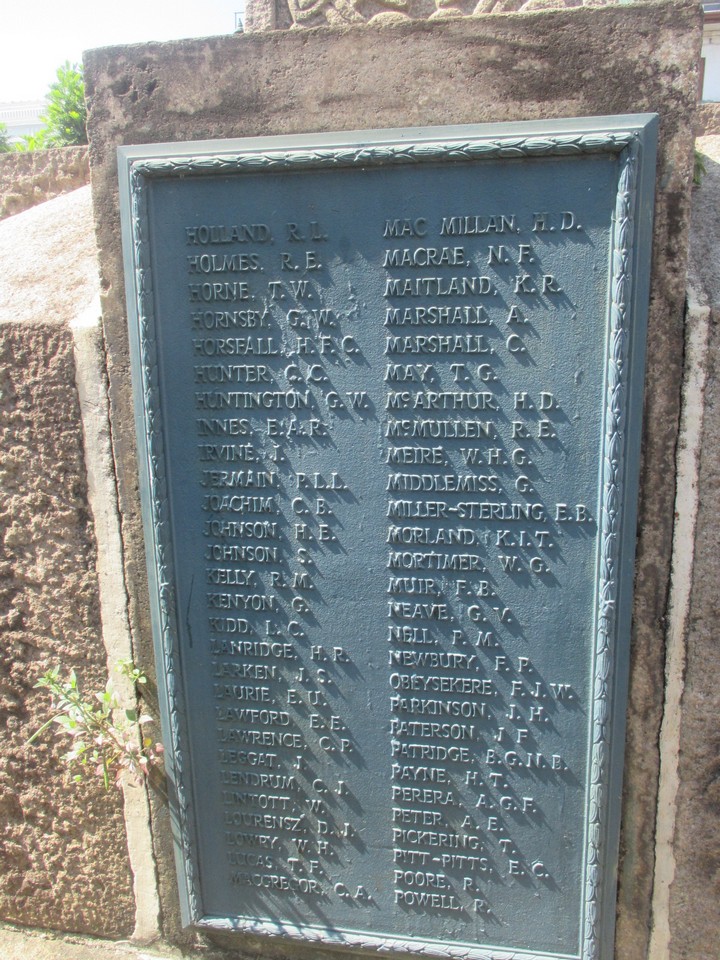 HOLLAND, R. L.
HOLMES, R. E.
HORNE, T. W.
HORNSBY, G. W.
HORSFALL, H. F. C.
HUNTER, C. C.
HUNTINGTON, G. W.
INNES, E. A. R.
IRVINE, J.
JERMAIN, P. L. L.
JOACHIM, C. B.
JOHNSON, H. E.
JOHNSON, S.
KELLY, R. M.
KENYON, G.
KIDD, L. C.
LANRIDGE, H. R.
LARKEN, J. S.
LAURIE, E. U.
LAWFORD, E. E.
LAWRENCE, C. P.
LESGAT, J.
LENDRUM, C. J.
LINTOTT, W.
LOURENSZ, D. J.
LOWRY, W. H.
LUCAS, T. F.
MACGREGOR, C. A.
MAC MILLAN, H. D.
MACRAE, N. F.
MAITLAND, K. R.
MARSHALL, A.
MARSHALL, C.
MAY, T. G.
McARTHUR, H. D.
McMULLEN, R. E.
MEIRE, W. H. G.
MIDDLEMISS, G.
MILLER-STERLING, E. B.
MORLAND, K. I. T.
MORTIMER, W. G.
MUIR, F. B.
NEAVE, G. V.
NELL, P. M.
NEWBURY, F. P.
OBEYSEKERE, F. J. W.
PARKINSON, J. H.
PATERSON, J. F.
PATRIDGE, B. G. N. B.
PAYNE, H. T.
PERERA, A. G. F.
PETER, A. E.
PICKERING, T.
PITT-PITTS, E. C.
POORE, R.
POWELL, R.